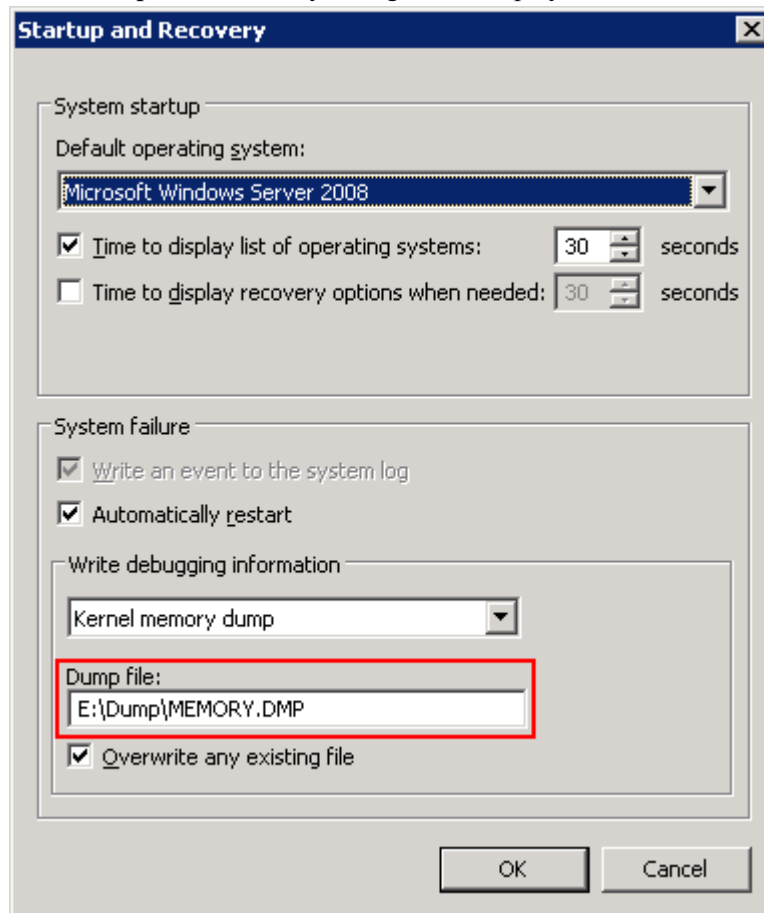 Startup and Recovery
System startup
Default operating system:
Microsoft Windows Server 2008
Time to display list of operating systems: 30 seconds
Time to display recovery options when needed: 30 seconds
System failure
Write an event to the system log
Automatically restart
Write debugging information
Kernel memory dump
Dump file:
E:\Dump\MEMORY.DMP
Overwrite any existing file
OK Cancel